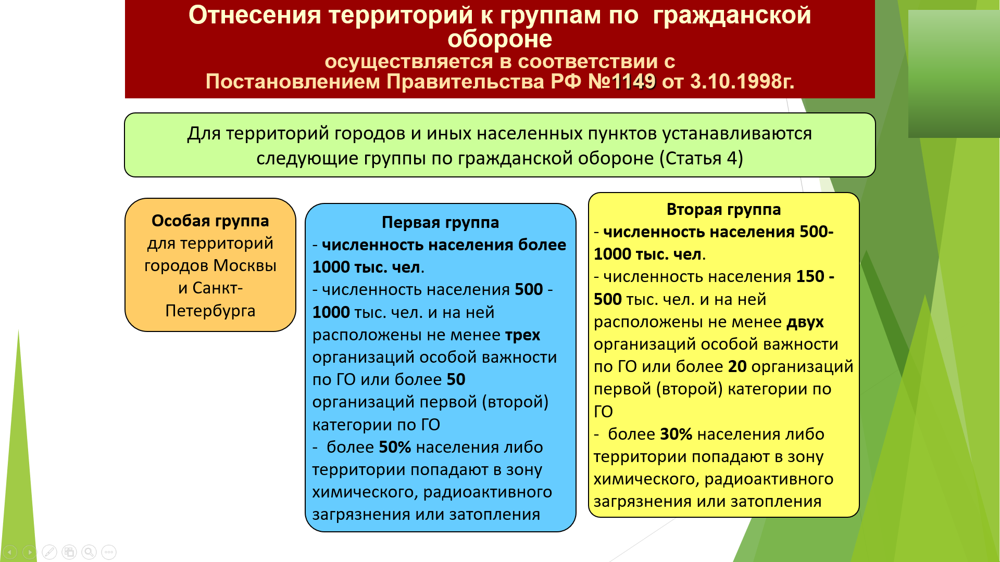 Отнесения территорий к группам по гражданской
обороне
осуществляется в соответствии с
Постановлением Правительства РФ №1149 от 3.10.1998г.
Для территорий городов и иных населенных пунктов устанавливаются
следующие группы по гражданской обороне (Статья 4)
Особая группа
для территорий
городов Москвы
и Санкт-
Петербурга
Первая группа
- численность населения более
1000 тыс. чел.
- численность населения 500 -
1000 тыс. чел. и на ней
расположены не менее трех
организаций особой важности
по ГО или более 50
организаций первой (второй)
категории по ГО
- более 50% населения либо
территории попадают в зону
химического, радиоактивного
загрязнения или затопления
Вторая группа
- численность населения 500-
1000 тыс. чел.
- численность населения 150 -
500 тыс. чел. и на ней
расположены не менее двух
организаций особой важности
по ГО или более 20 организаций
первой (второй) категории по
ГО
- более 30% населения либо
территории попадают в зону
химического, радиоактивного
загрязнения или затопления